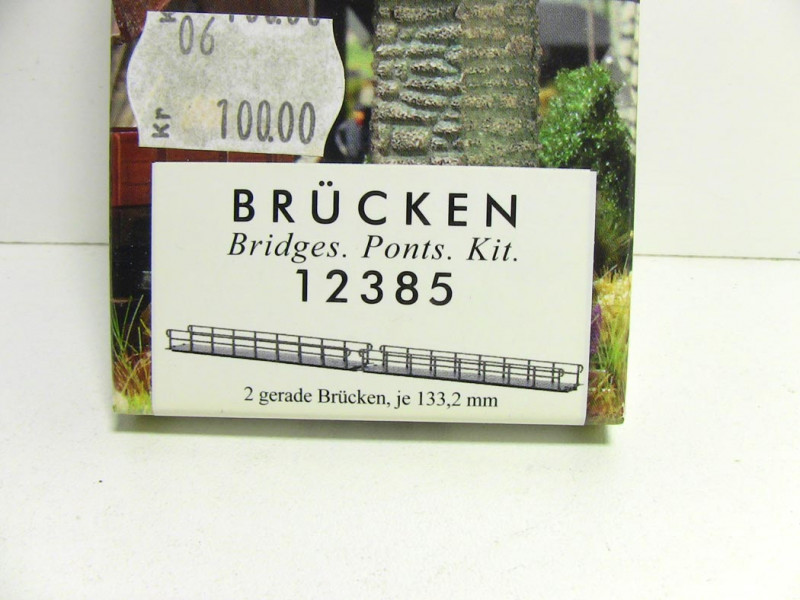 06
Kr 100.00
BRÜCKEN
Bridges. Ponts. Kit.
12385
2 gerade Brücken, je 133,2 mm